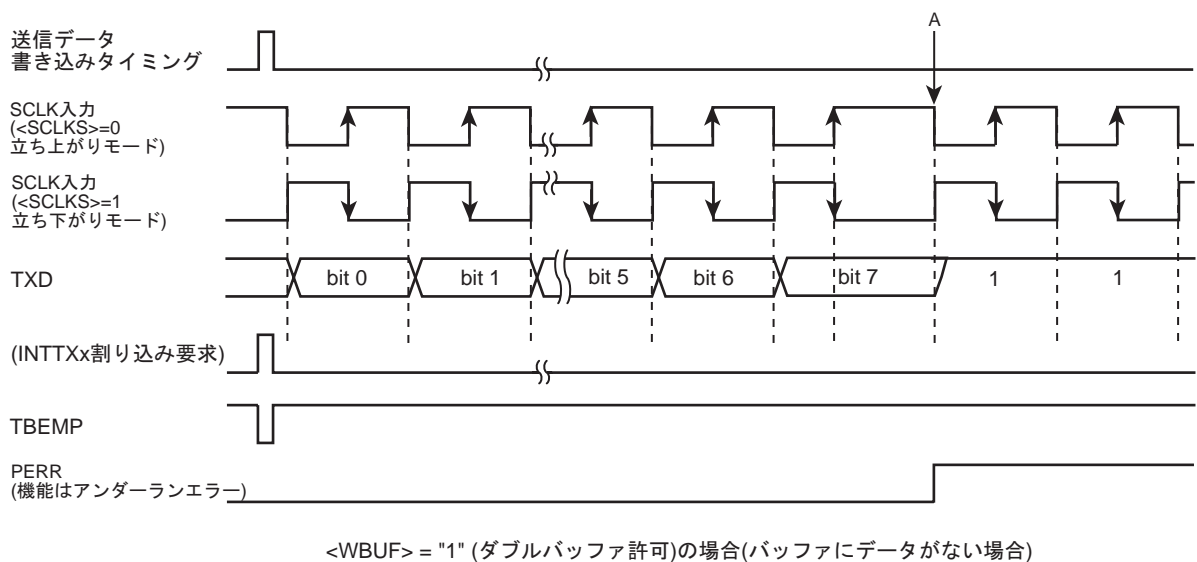 A
送信データ
書き込みタイミング
SCLK入力
(<SCLKS>=0
立ち上がりモード)
SCLK入力
(<SCLKS>=1
立ち下がりモード)
TXD
bit 0
bit 1
bit 5
bit 6
bit 7
1
1
(INTTXx割り込み要求)
TBEMP
PERR
(機能はアンダーランエラー)
<WBUF> = "1" (ダブルバッファ許可)の場合(バッファにデータがない場合)